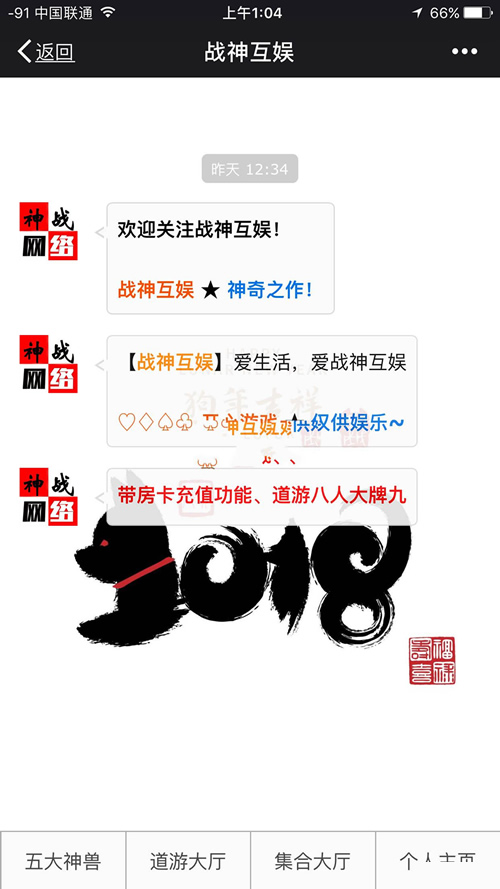 -91 中国联通 上午1:04 66%
返回 战神互娱
昨天 12:34
神战
网络
欢迎关注战神互娱！
战神互娱 ★ 神奇之作！
神战
网络
【战神互娱】爱生活，爱战神互娱
狗年吉祥
♡♢♤♧ 游戏 供娱乐~
神战
网络
带房卡充值功能、道游八人大牌九
2018
五大神兽 道游大厅 集合大厅 个人主页